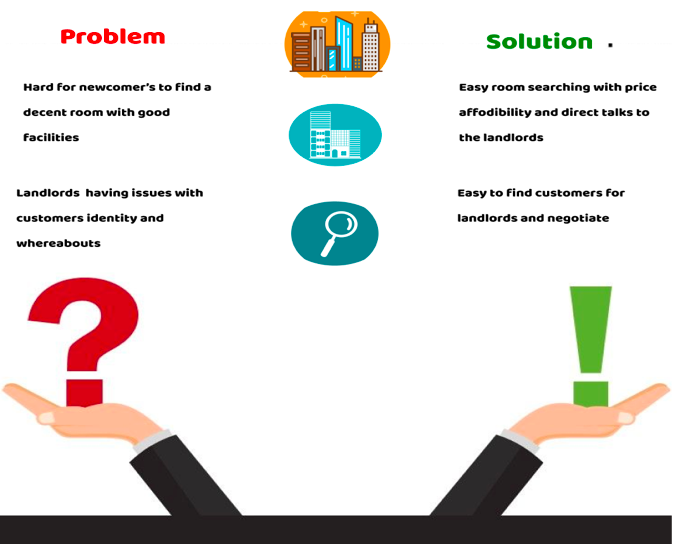 Problem
Hard for newcomer's to find a
decent room with good
facilities
Landlords having issues with
customers identity and
whereabouts
Solution .
Easy room searching with price
affodibility and direct talks to
the landlords
Easy to find customers for
landlords and negotiate
? !